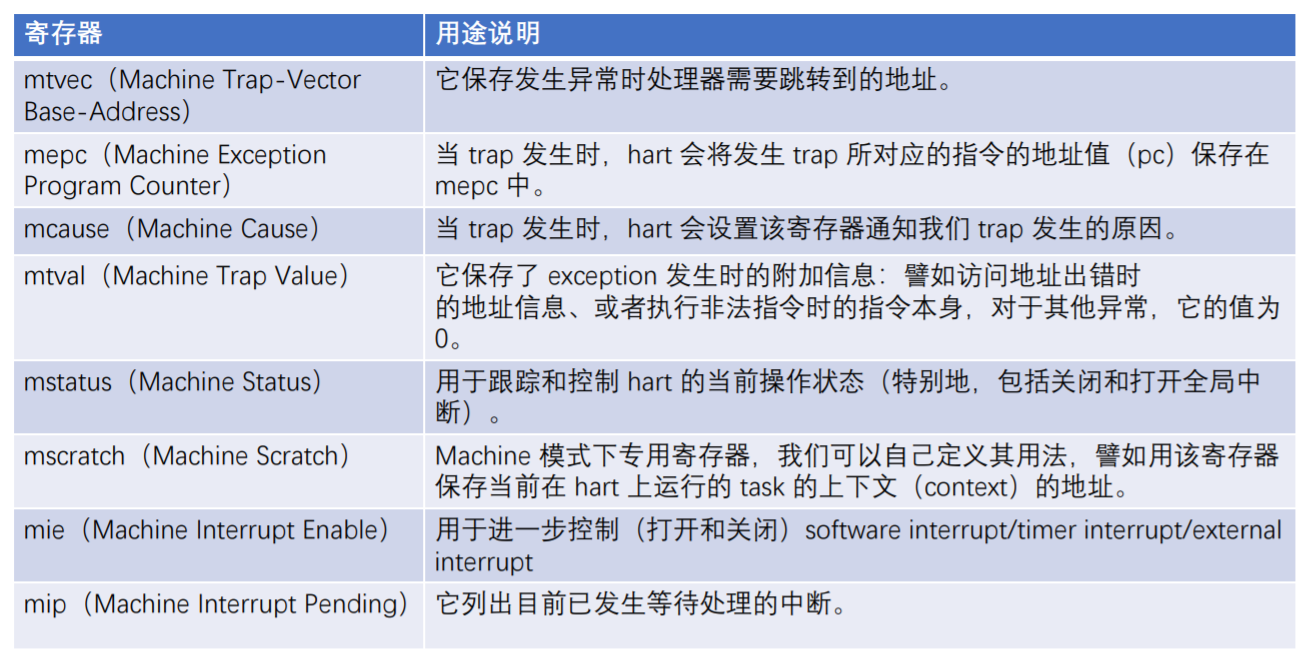 寄存器
用途说明
mtvec（Machine Trap-Vector
Base-Address）
它保存发生异常时处理器需要跳转到的地址。
mepc（Machine Exception
Program Counter）
当 trap 发生时，hart 会将发生 trap 所对应的指令的地址值（pc）保存在
mepc 中。
mcause（Machine Cause）
当 trap 发生时，hart 会设置该寄存器通知我们 trap 发生的原因。
mtval（Machine Trap Value）
它保存了 exception 发生时的附加信息：譬如访问地址出错时
的地址信息、或者执行非法指令时的指令本身，对于其他异常，它的值为
0。
mstatus（Machine Status）
用于跟踪和控制 hart 的当前操作状态（特别地，包括关闭和打开全局中
断）。
mscratch（Machine Scratch）
Machine 模式下专用寄存器，我们可以自己定义其用法，譬如用该寄存器
保存当前在 hart 上运行的 task 的上下文（context）的地址。
mie（Machine Interrupt Enable）
用于进一步控制（打开和关闭）software interrupt/timer interrupt/external
interrupt
mip（Machine Interrupt Pending）
它列出目前已发生等待处理的中断。